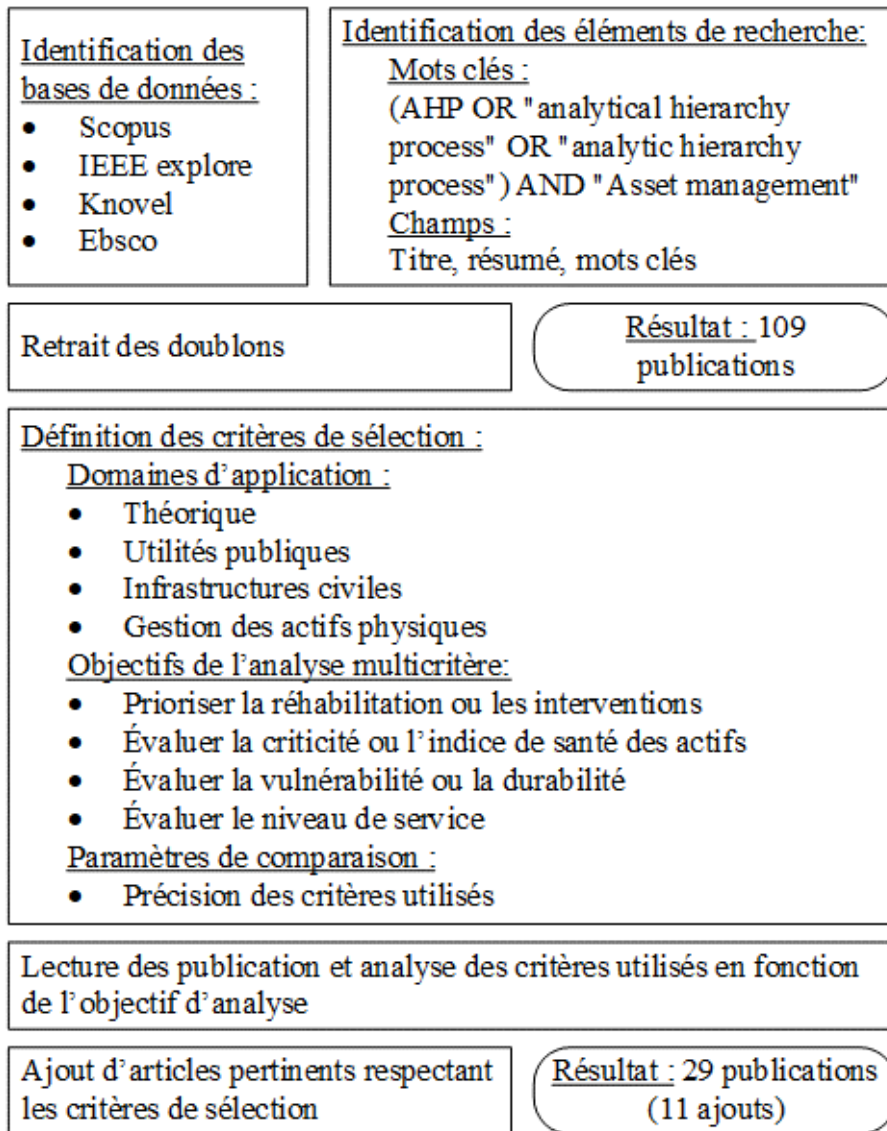 Identification des
bases de données :
• Scopus
• IEEE explore
• Knovel
• Ebsco
Identification des éléments de recherche:
Mots clés :
(AHP OR "analytical hierarchy
process" OR "analytic hierarchy
process") AND "Asset management"
Champs :
Titre, résumé, mots clés
Retrait des doublons
Résultat : 109
publications
Définition des critères de sélection :
Domaines d'application :
• Théorique
• Utilités publiques
• Infrastructures civiles
• Gestion des actifs physiques
Objectifs de l'analyse multicritère:
• Prioriser la réhabilitation ou les interventions
• Évaluer la criticité ou l'indice de santé des actifs
• Évaluer la vulnérabilité ou la durabilité
• Évaluer le niveau de service
Paramètres de comparaison :
• Précision des critères utilisés
Lecture des publication et analyse des critères utilisés en fonction
de l'objectif d'analyse
Ajout d'articles pertinents respectant
les critères de sélection
Résultat : 29 publications
(11 ajouts)